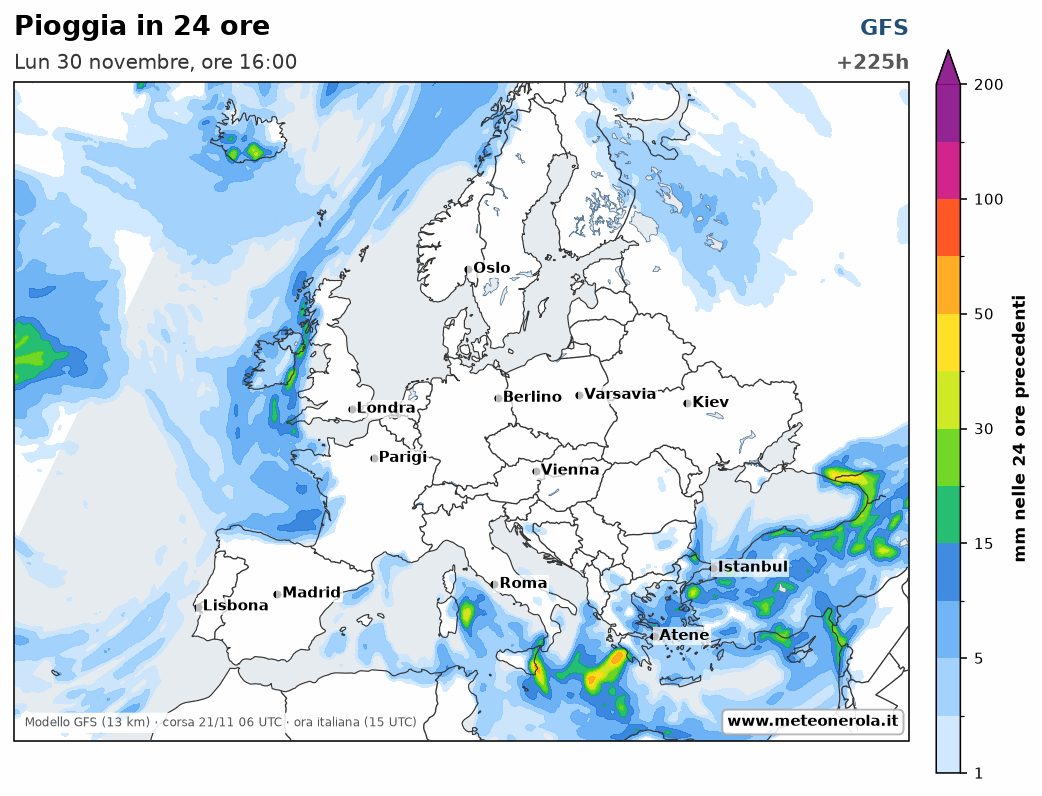 Pioggia in 24 ore
GFS
Lun 30 novembre, ore 16:00
+225h
Oslo
Berlino
Varsavia
Kiev
Londra
Parigi
Vienna
Istanbul
Roma
Madrid
Lisbona
Atene
Modello GFS (13 km) · corsa 21/11 06 UTC · ora italiana (15 UTC)
www.meteonerola.it
200
100
50
30
15
5
1
mm nelle 24 ore precedenti